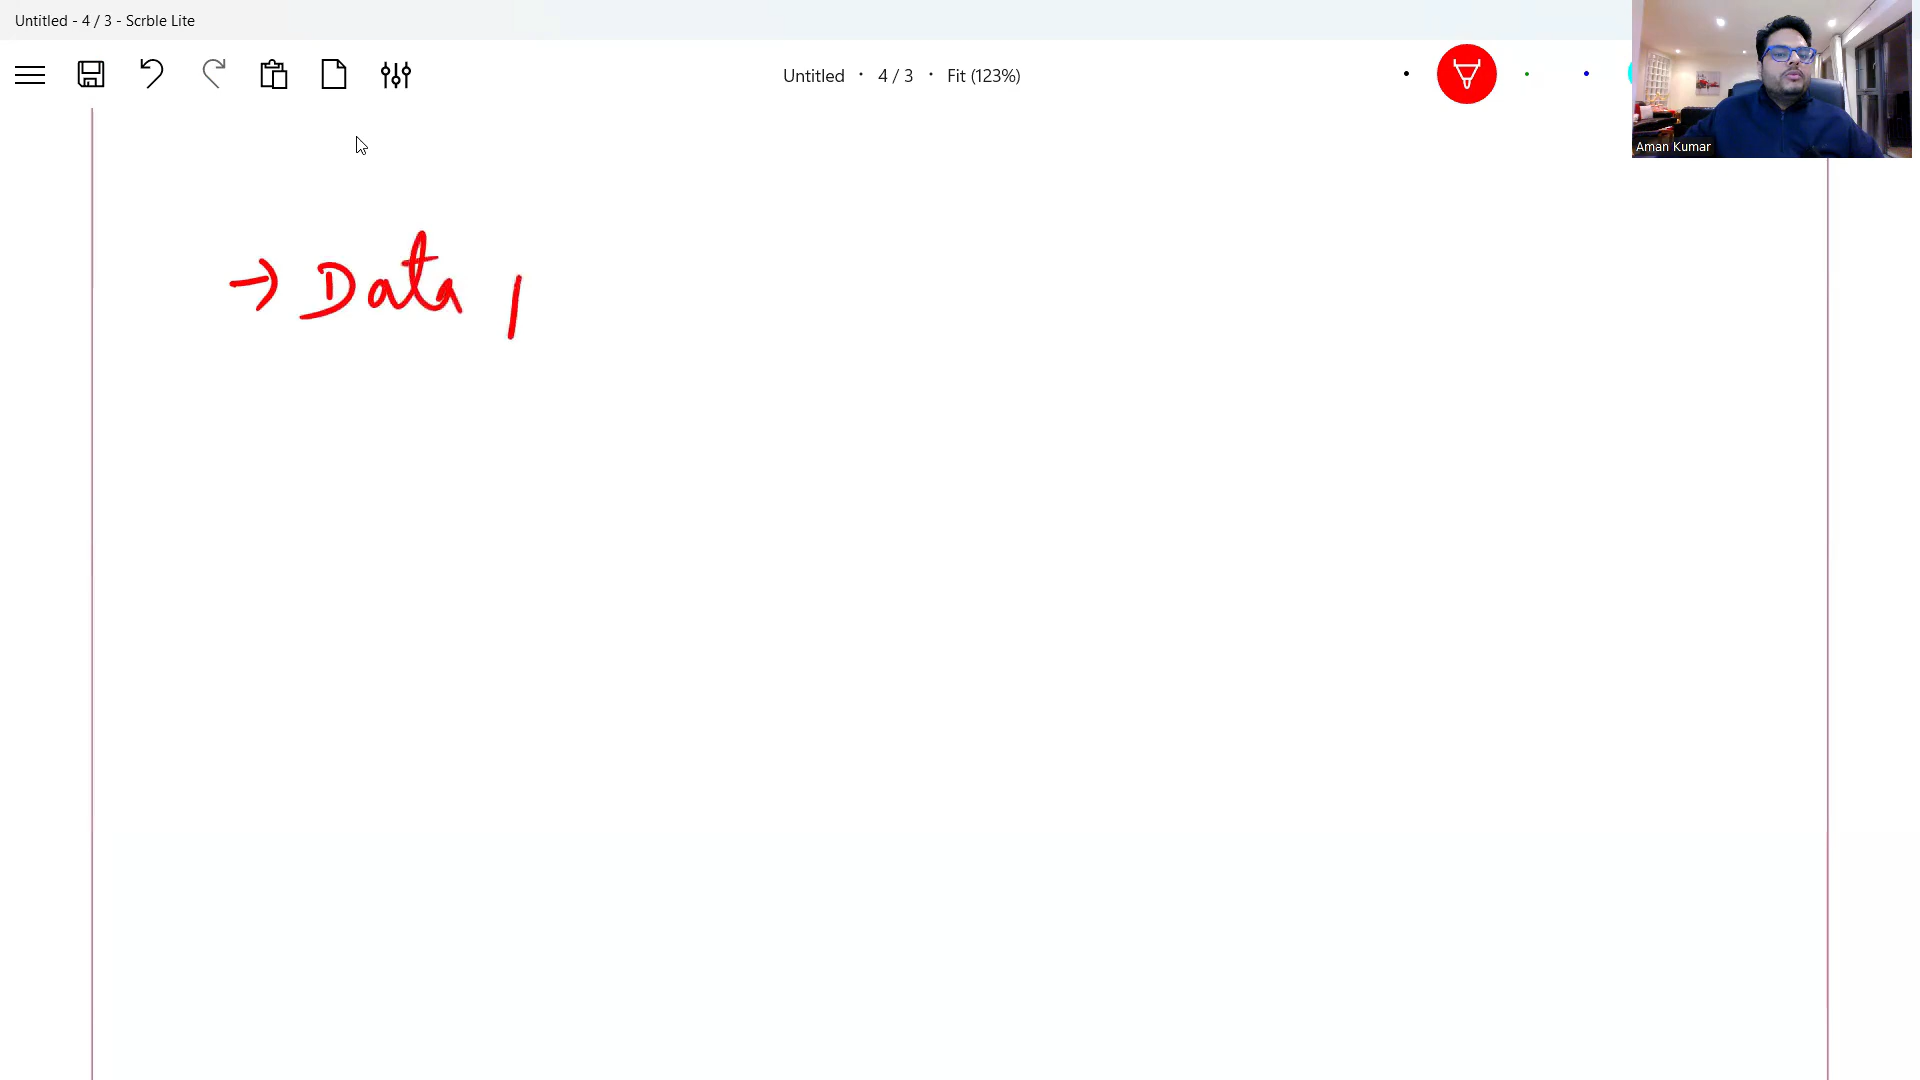 Untitled - 4 / 3 - Scrble Lite
Untitled • 4 / 3 • Fit (123%)
Aman Kumar
→ Data